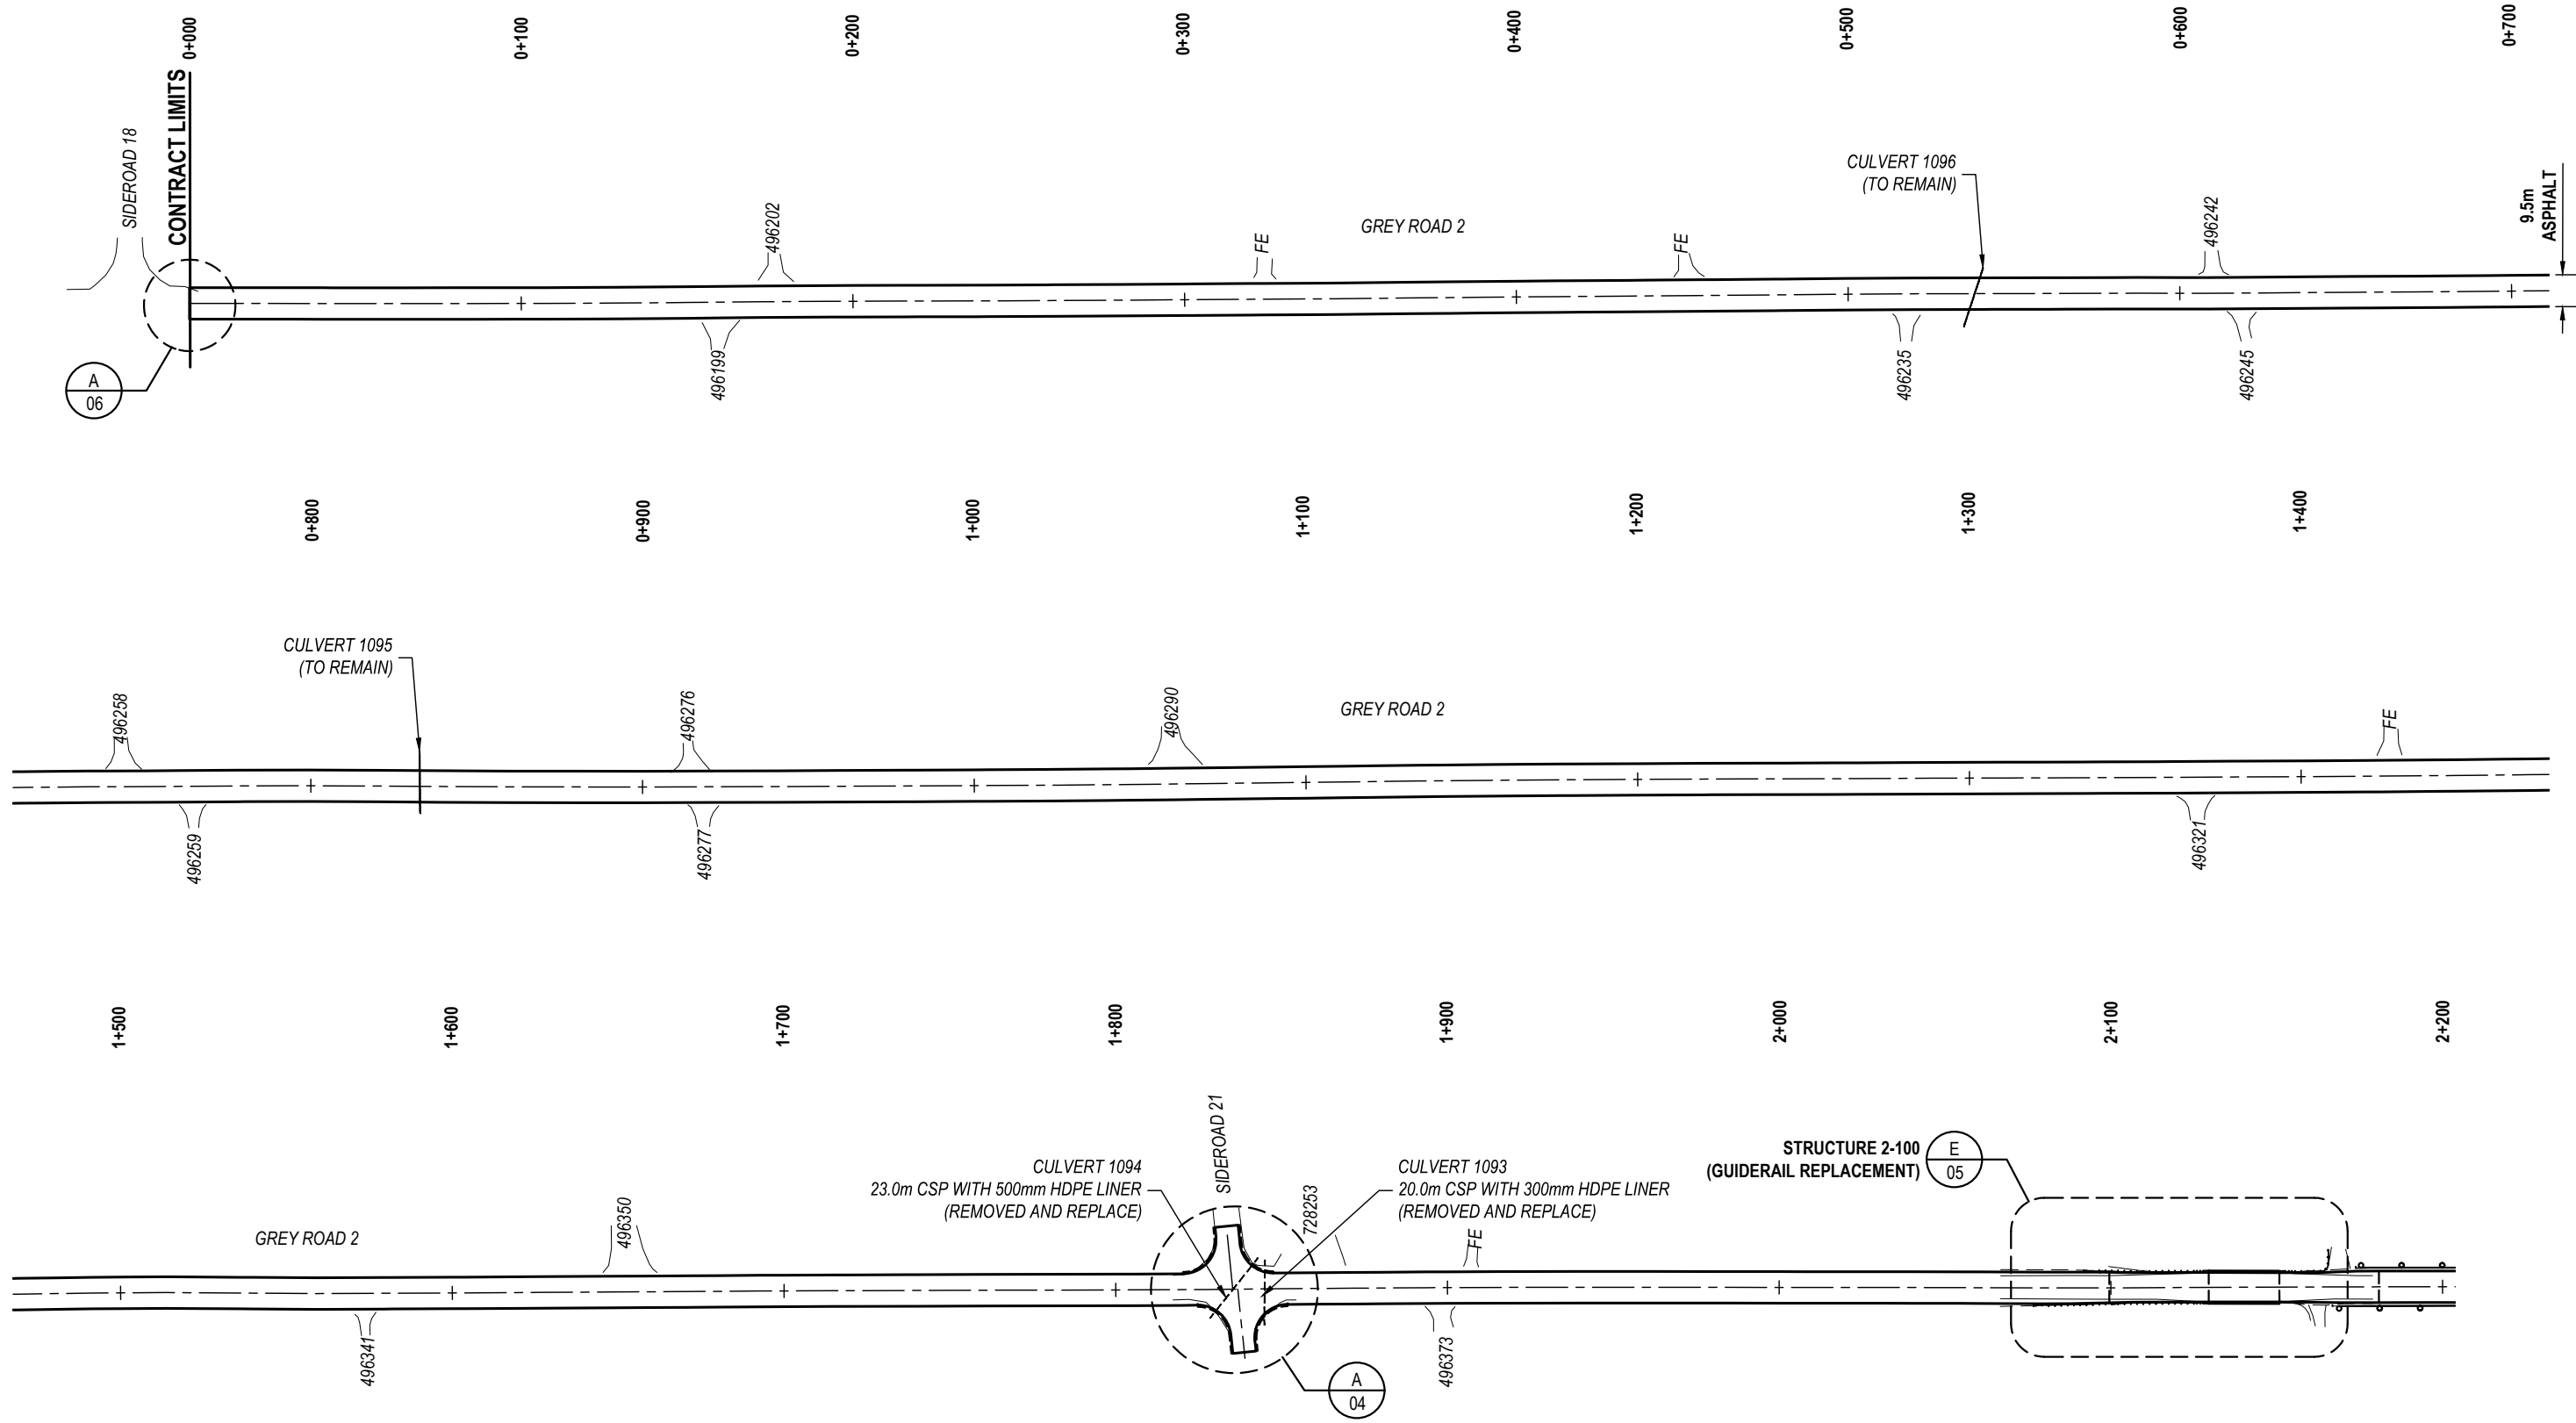 0+000
0+100
0+200
0+300
0+400
0+500
0+600
0+700
SIDEROAD 18
CONTRACT LIMITS
496202
FE
GREY ROAD 2
FE
CULVERT 1096
(TO REMAIN)
496242
9.5m
ASPHALT
A
06
496199
496235
496245
0+800
0+900
1+000
1+100
1+200
1+300
1+400
496258
CULVERT 1095
(TO REMAIN)
496276
496290
GREY ROAD 2
FE
496259
496277
496321
1+500
1+600
1+700
1+800
1+900
2+000
2+100
2+200
GREY ROAD 2
496350
CULVERT 1094
23.0m CSP WITH 500mm HDPE LINER
(REMOVED AND REPLACE)
SIDEROAD 21
728253
CULVERT 1093
20.0m CSP WITH 300mm HDPE LINER
(REMOVED AND REPLACE)
FE
STRUCTURE 2-100
(GUIDERAIL REPLACEMENT)
E
05
496341
496373
A
04